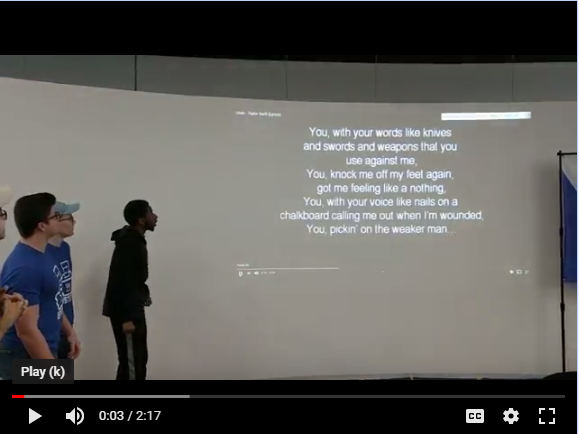 You, with your words like knives
and swords and weapons that you
use against me,
You, knock me off my feet again,
got me feeling like a nothing,
You, with your voice like nails on a
chalkboard calling me out when I'm wounded,
You, pickin' on the weaker man...
Play (k)
0:03 / 2:17
CC